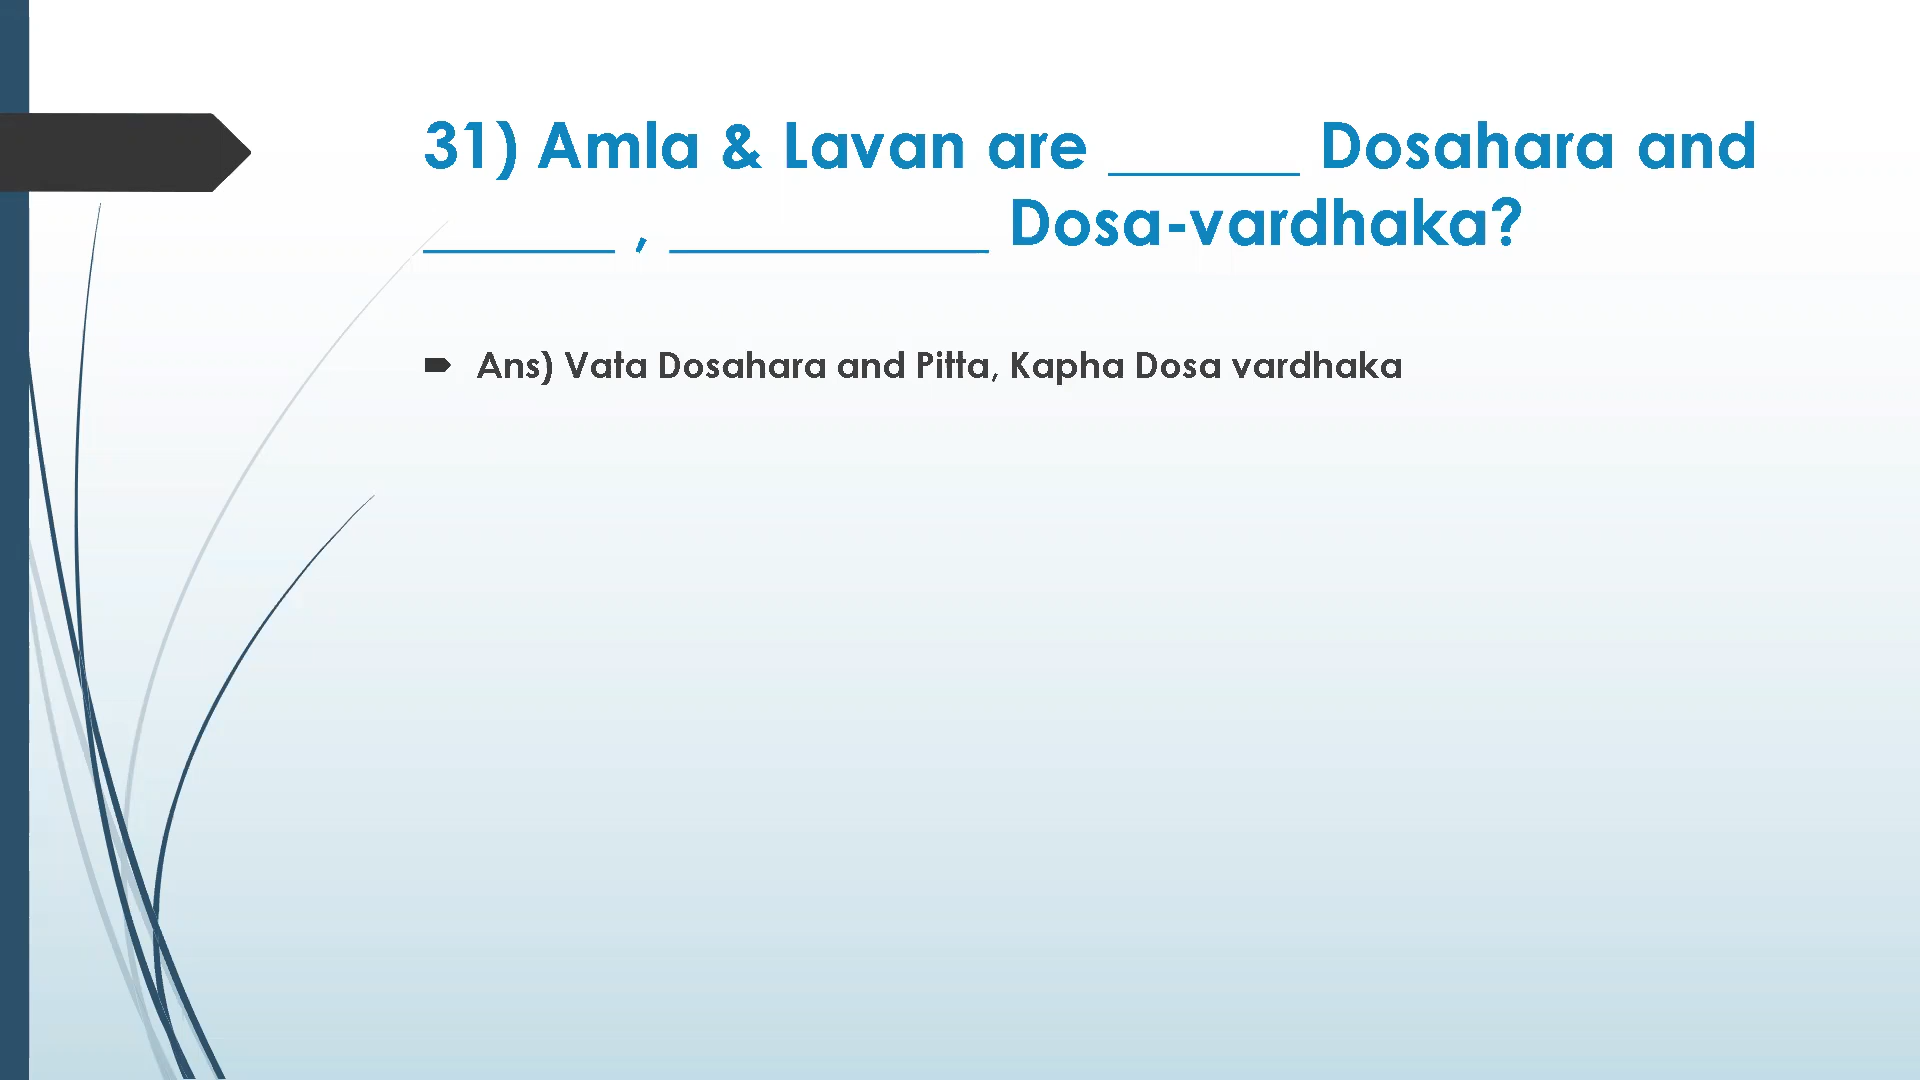 31) Amla & Lavan are ______ Dosahara and
______ , __________ Dosa-vardhaka?
Ans) Vata Dosahara and Pitta, Kapha Dosa vardhaka